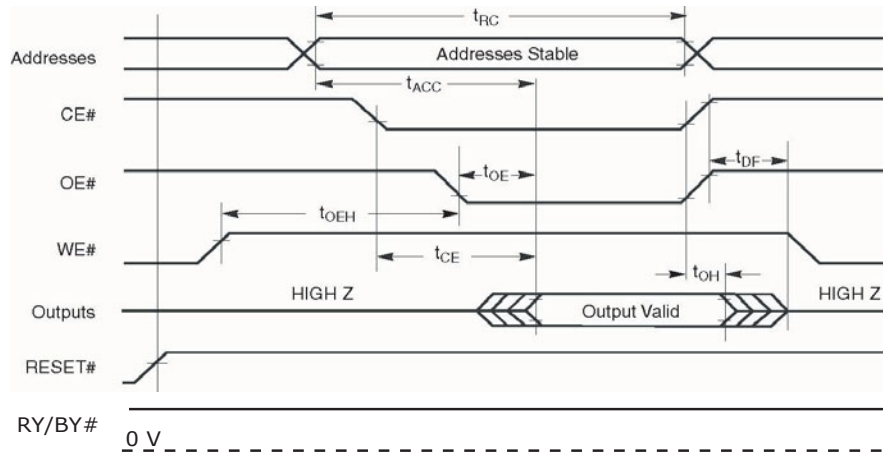 tRC
Addresses
Addresses Stable
tACC
CE#
tDF
OE#
tOE
tOEH
WE#
tCE
tOH
HIGH Z
HIGH Z
Outputs
Output Valid
RESET#
RY/BY#
0 V